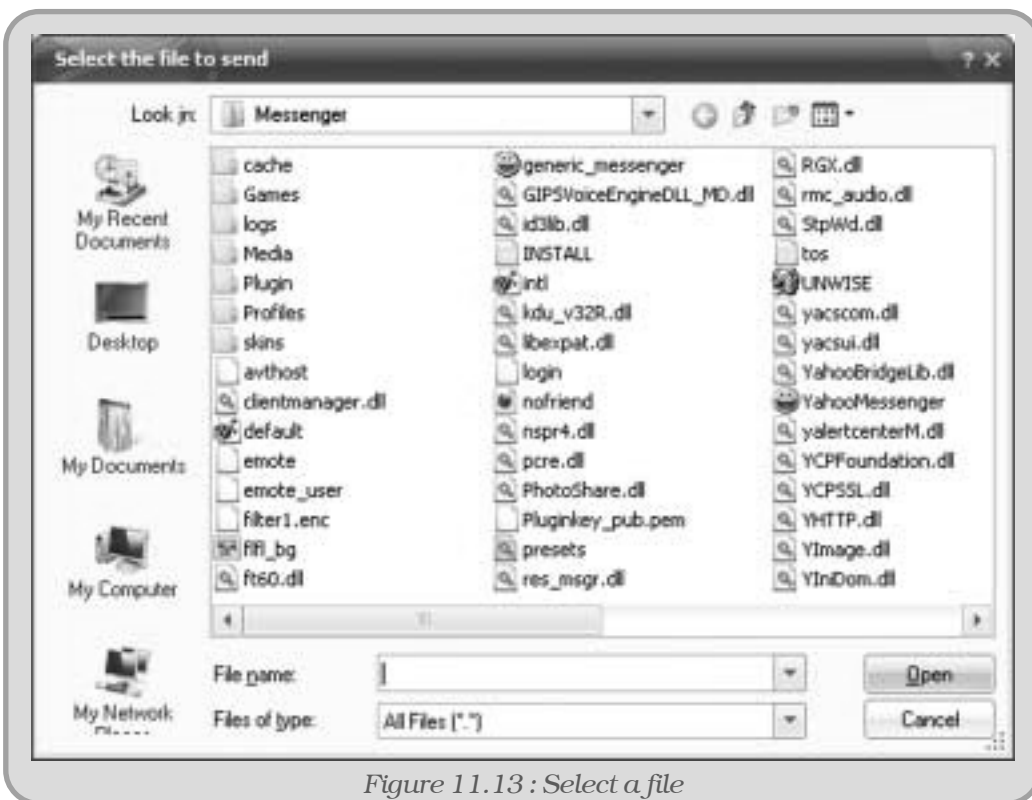 Select the file to send
Look in:
Messenger
My Recent
Documents
Desktop
My Documents
My Computer
My Network
cache
Games
logs
Media
Plugin
Profiles
skins
avthost
clientmanager.dll
default
emote
emote_user
filter1.enc
ft60.dll
generic_messenger
GIPSVoiceEngineDLL_MD.dll
id3lib.dll
INSTALL
intl
kdu_v32R.dll
libexpat.dll
login
nofriend
nspr4.dll
pcre.dll
PhotoShare.dll
Pluginkey_pub.pem
presets
res_msgr.dll
RGX.dll
rmc_audio.dll
StpWd.dll
tos
UNWISE
yacscom.dll
yacsui.dll
YahooBridgeLib.dll
YahooMessenger
yalertcenterM.dll
YCPFoundation.dll
YCPSSL.dll
YHTTP.dll
YImage.dll
YIniDom.dll
File name:
Open
Files of type:
All Files (*.*)
Cancel
Figure 11.13 : Select a file